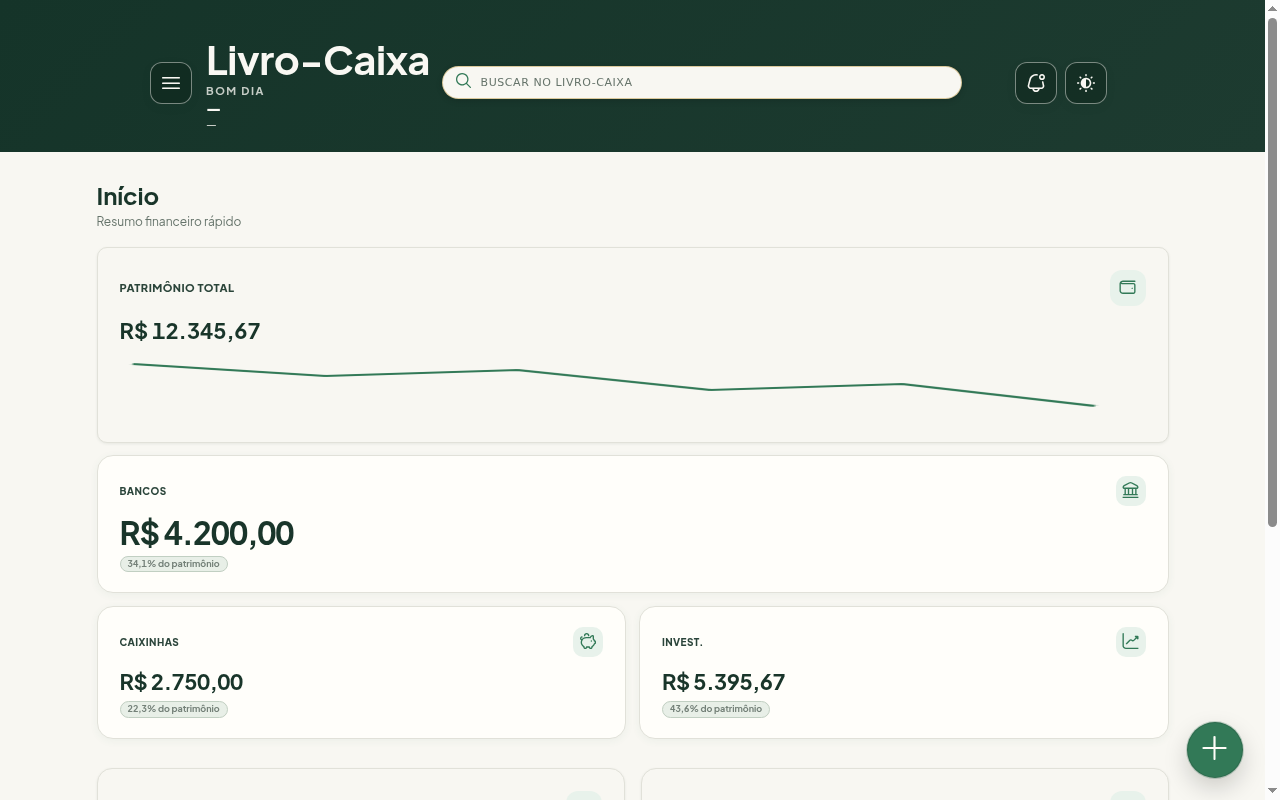 Livro-Caixa
BOM DIA
—
—
BUSCAR NO LIVRO-CAIXA
Início
Resumo financeiro rápido
PATRIMÔNIO TOTAL
R$ 12.345,67
BANCOS
R$ 4.200,00
34,1% do patrimônio
CAIXINHAS
R$ 2.750,00
22,3% do patrimônio
INVEST.
R$ 5.395,67
43,6% do patrimônio